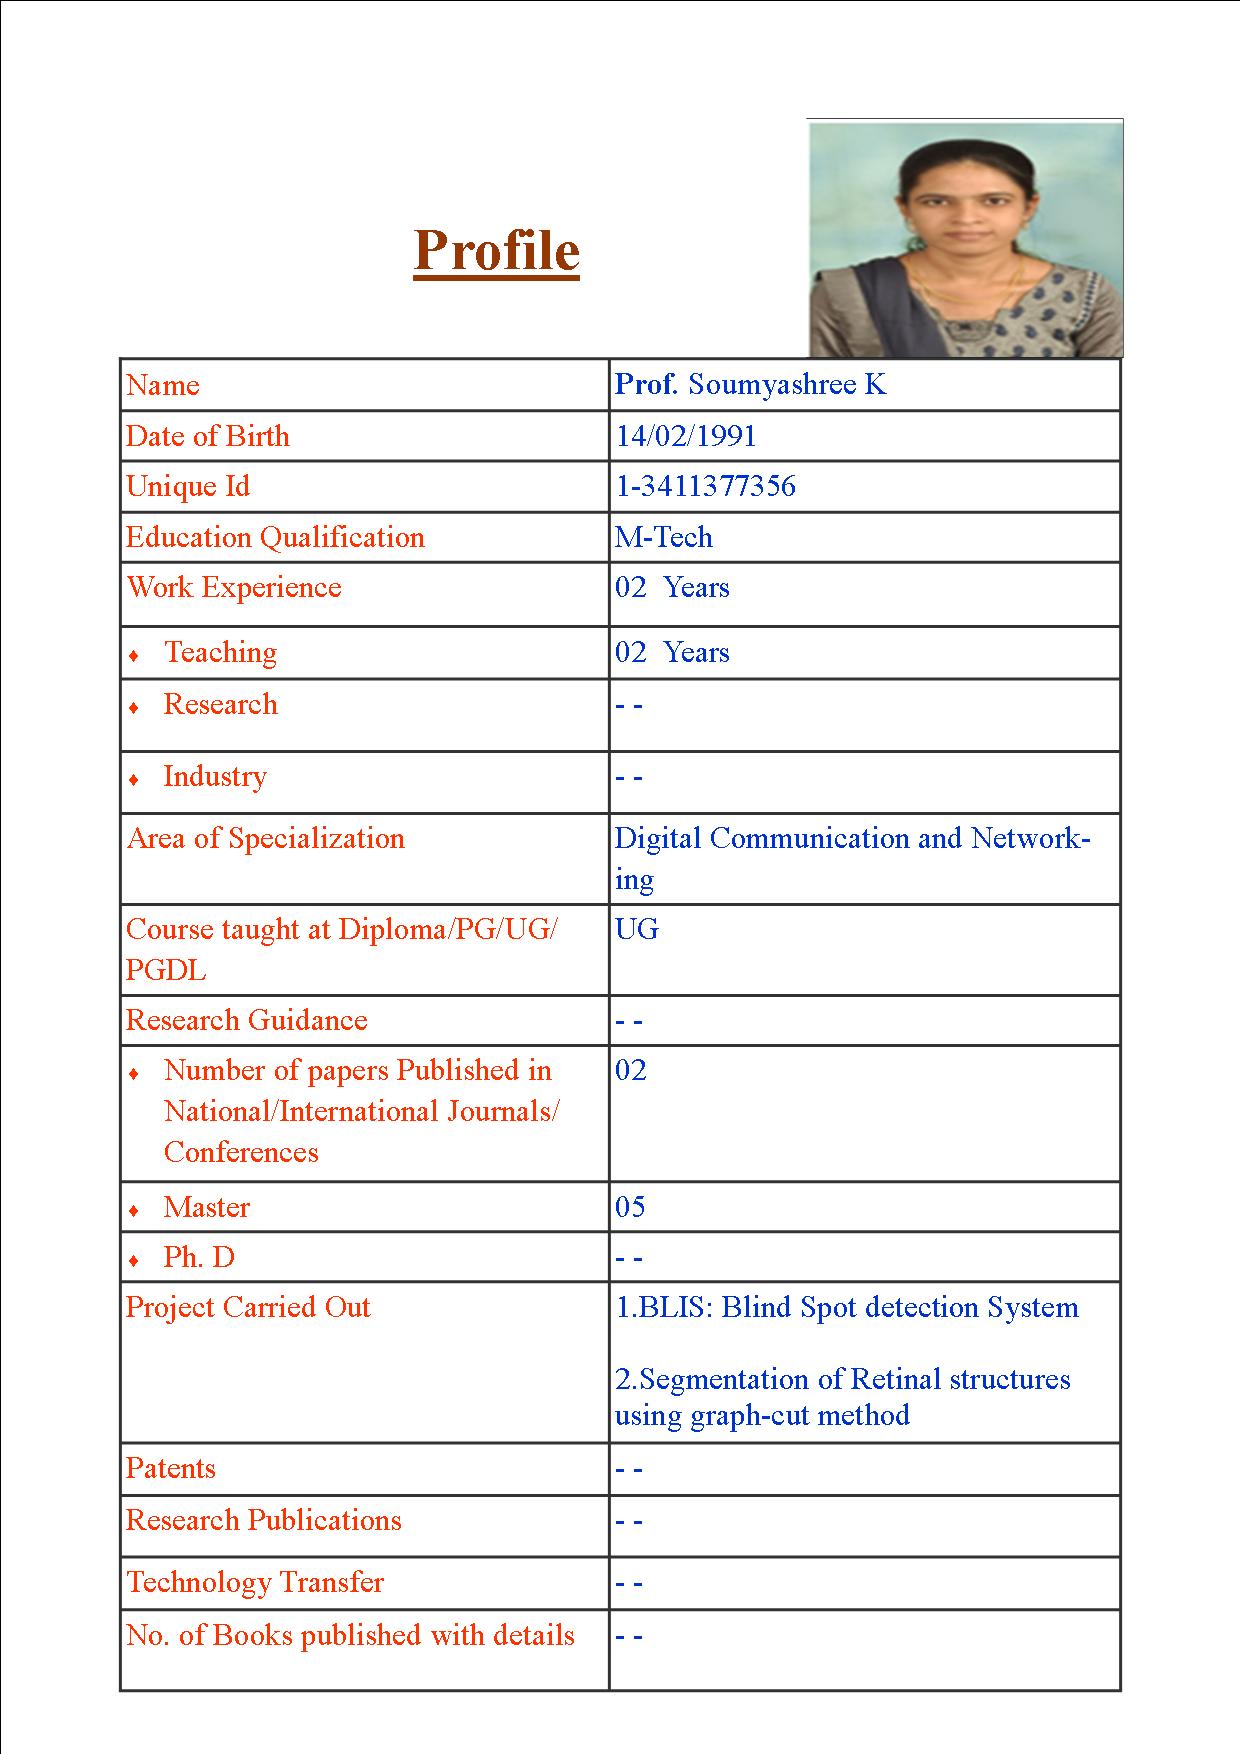 Profile
Name
Prof. Soumyashree K
Date of Birth
14/02/1991
Unique Id
1-3411377356
Education Qualification
M-Tech
Work Experience
02  Years
♦ Teaching
02  Years
♦ Research
- -
♦ Industry
- -
Area of Specialization
Digital Communication and Network-
ing
Course taught at Diploma/PG/UG/
PGDL
UG
Research Guidance
- -
♦ Number of papers Published in
National/International Journals/
Conferences
02
♦ Master
05
♦ Ph. D
- -
Project Carried Out
1.BLIS: Blind Spot detection System
2.Segmentation of Retinal structures
using graph-cut method
Patents
- -
Research Publications
- -
Technology Transfer
- -
No. of Books published with details
- -